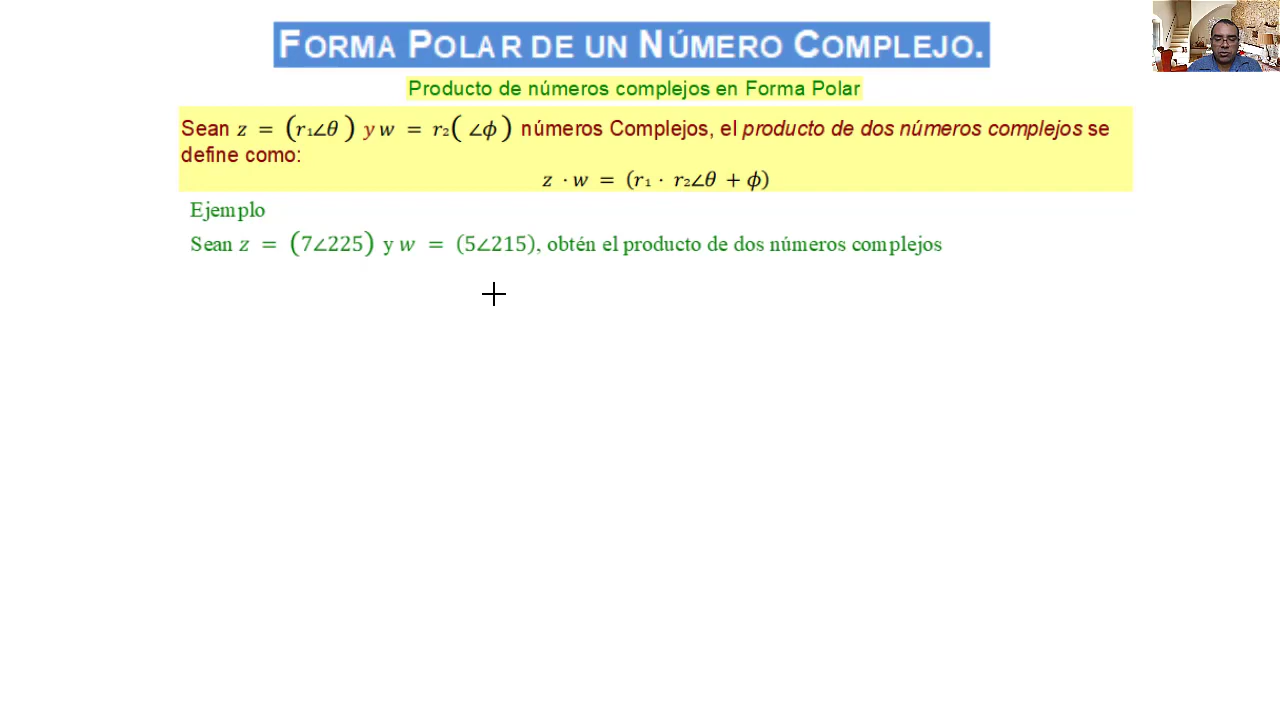 FORMA POLAR DE UN NÚMERO COMPLEJO.
Producto de números complejos en Forma Polar
Sean z = (r₁∠θ) y w = r₂(∠ϕ) números Complejos, el producto de dos números complejos se
define como:
z · w = (r₁ · r₂∠θ + ϕ)
Ejemplo
Sean z = (7∠225) y w = (5∠215), obtén el producto de dos números complejos